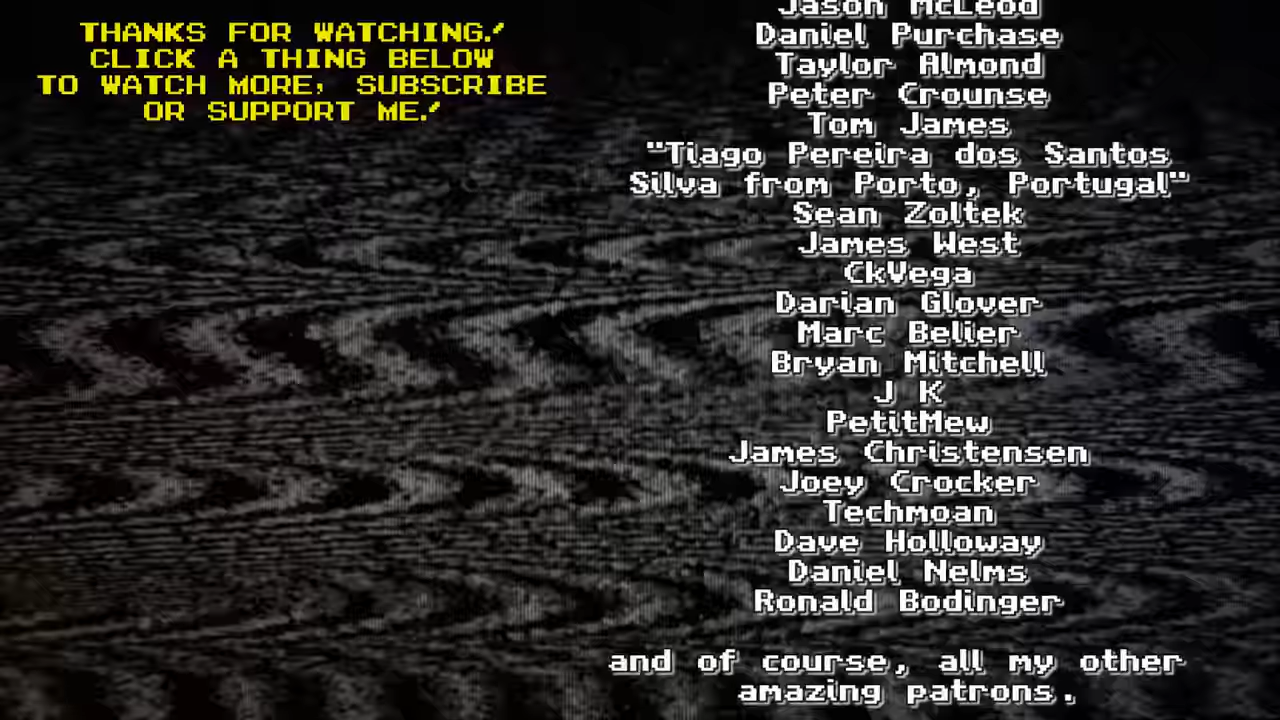 THANKS FOR WATCHING!
CLICK A THING BELOW
TO WATCH MORE, SUBSCRIBE
OR SUPPORT ME!
Jason McLeod
Daniel Purchase
Taylor Almond
Peter Crounse
Tom James
"Tiago Pereira dos Santos
Silva from Porto, Portugal"
Sean Zoltek
James West
CkVega
Darian Glover
Marc Belier
Bryan Mitchell
J K
PetitMew
James Christensen
Joey Crocker
Techmoan
Dave Holloway
Daniel Nelms
Ronald Bodinger
and of course, all my other
amazing patrons.